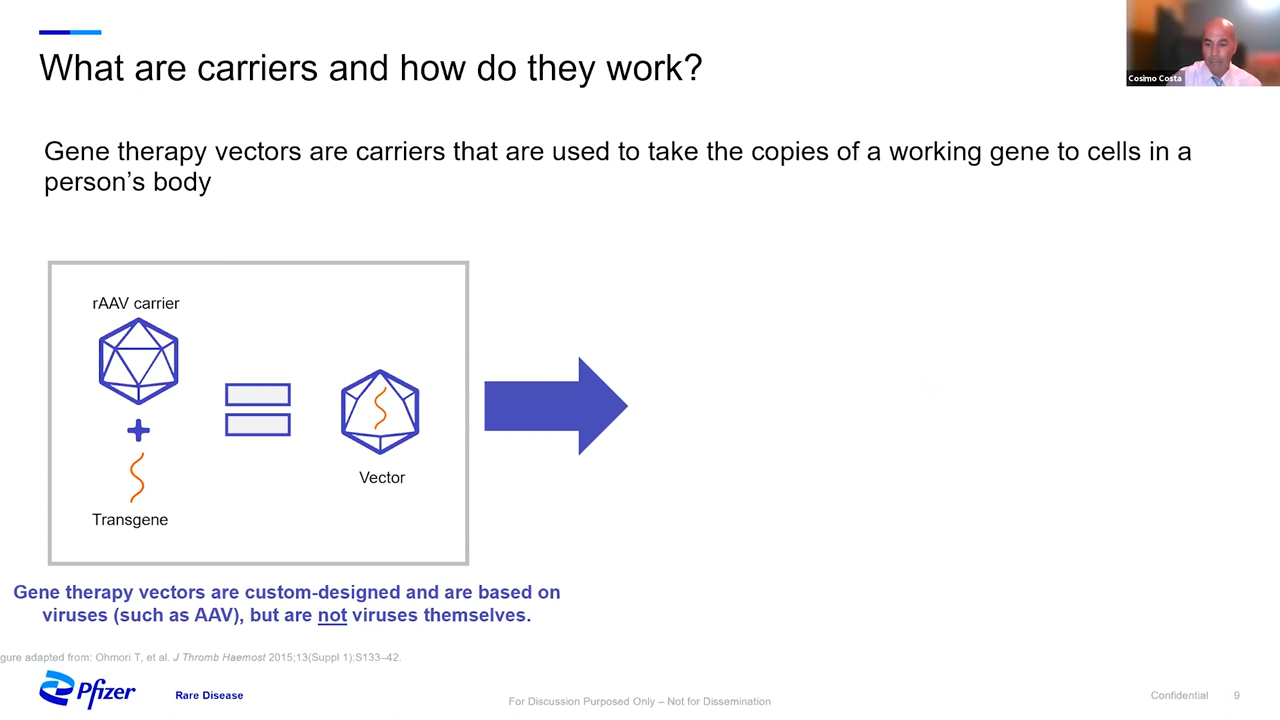 What are carriers and how do they work?
Cosimo Costa
Gene therapy vectors are carriers that are used to take the copies of a working gene to cells in a
person's body
rAAV carrier
Vector
Transgene
Gene therapy vectors are custom-designed and are based on
viruses (such as AAV), but are not viruses themselves.
gure adapted from: Ohmori T, et al. J Thromb Haemost 2015;13(Suppl 1):S133–42.
Pfizer
Rare Disease
For Discussion Purposed Only – Not for Dissemination
Confidential
9